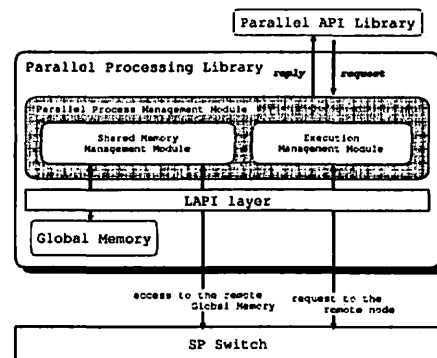 Parallel API Library
Parallel Processing Library
reply
request
Parallel Process Management Module
Shared Memory
Management Module
Execution
Management Module
LAPI layer
Global Memory
access to the remote
Global Memory
request to the
remote node
SP Switch